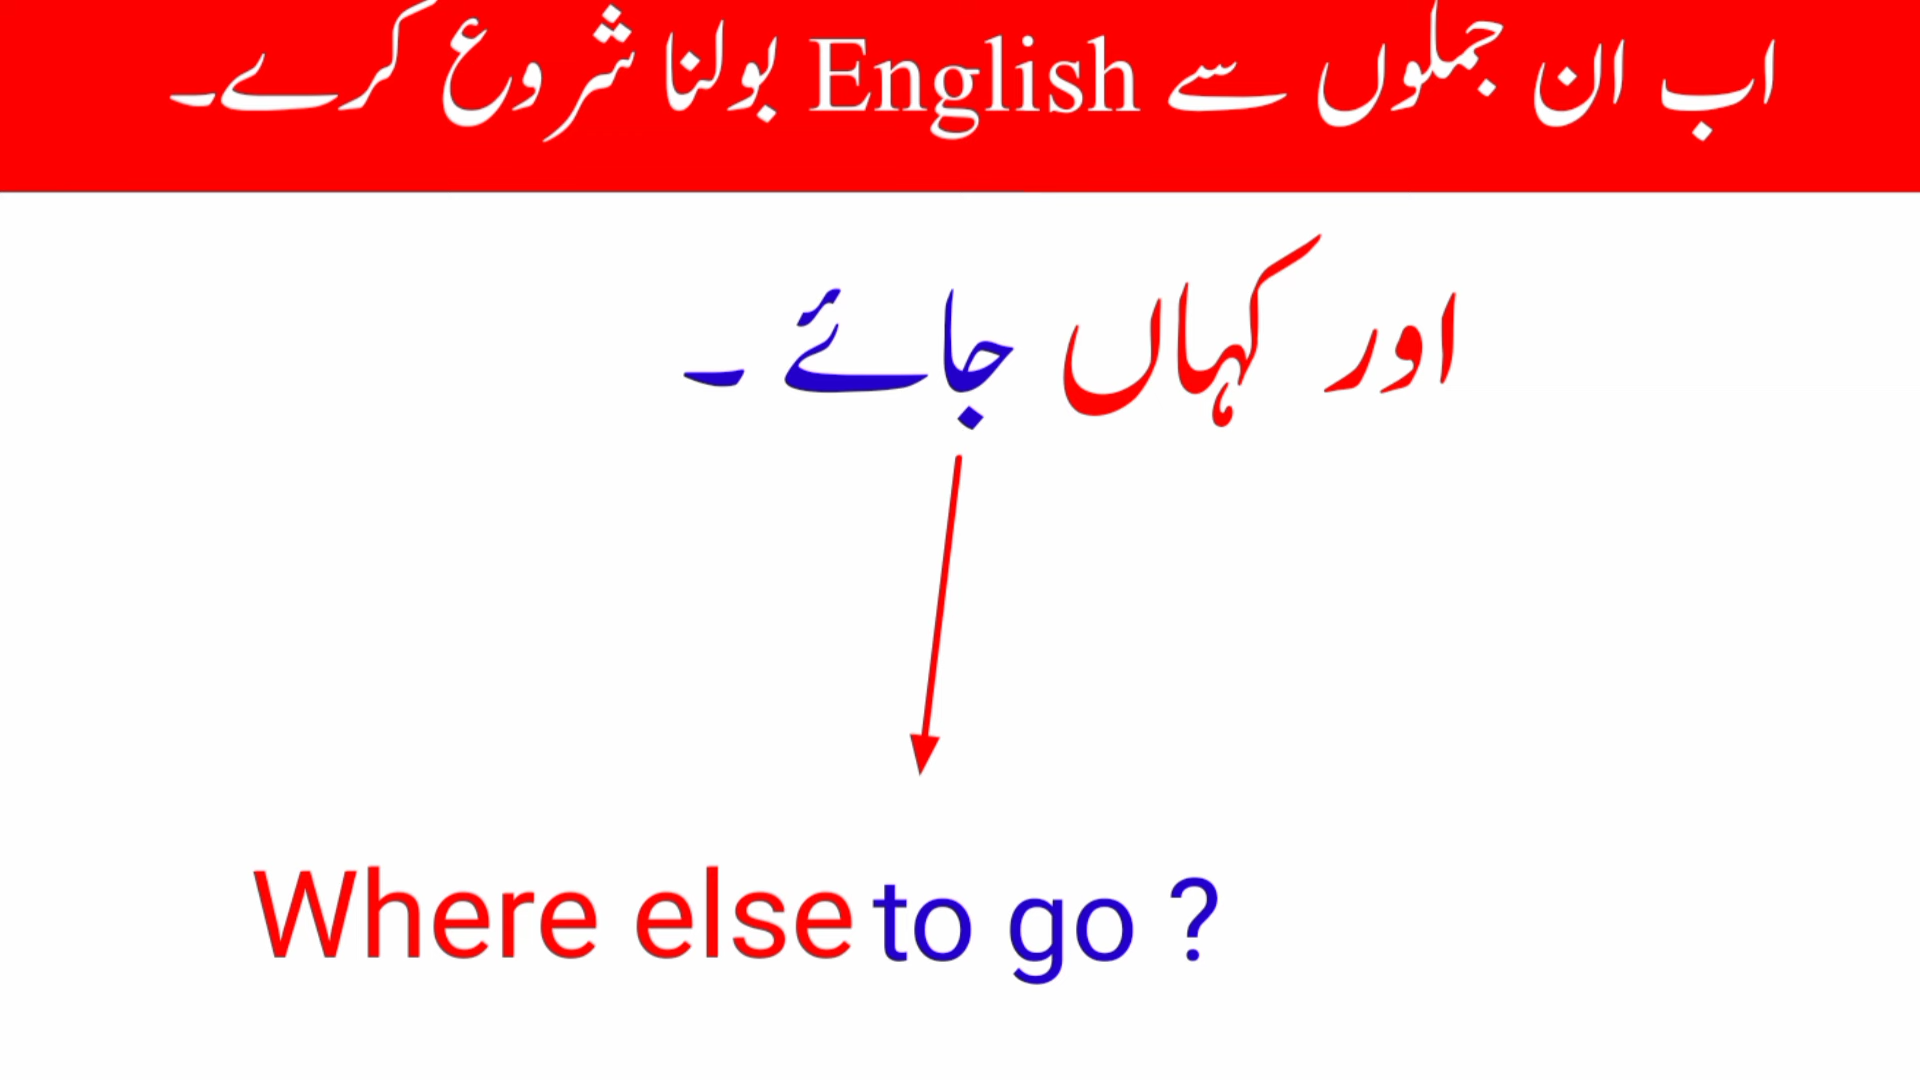 اب ان جملوں سے English بولنا شروع کرے۔
اور کہاں جائے ۔
Where else to go ?